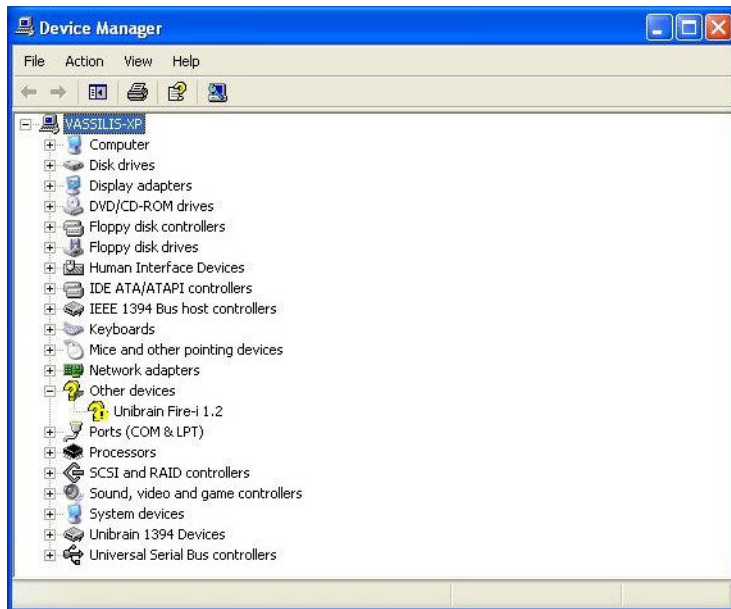 Device Manager
File Action View Help
VASSILIS-XP
Computer
Disk drives
Display adapters
DVD/CD-ROM drives
Floppy disk controllers
Floppy disk drives
Human Interface Devices
IDE ATA/ATAPI controllers
IEEE 1394 Bus host controllers
Keyboards
Mice and other pointing devices
Network adapters
Other devices
Unibrain Fire-i 1.2
Ports (COM & LPT)
Processors
SCSI and RAID controllers
Sound, video and game controllers
System devices
Unibrain 1394 Devices
Universal Serial Bus controllers